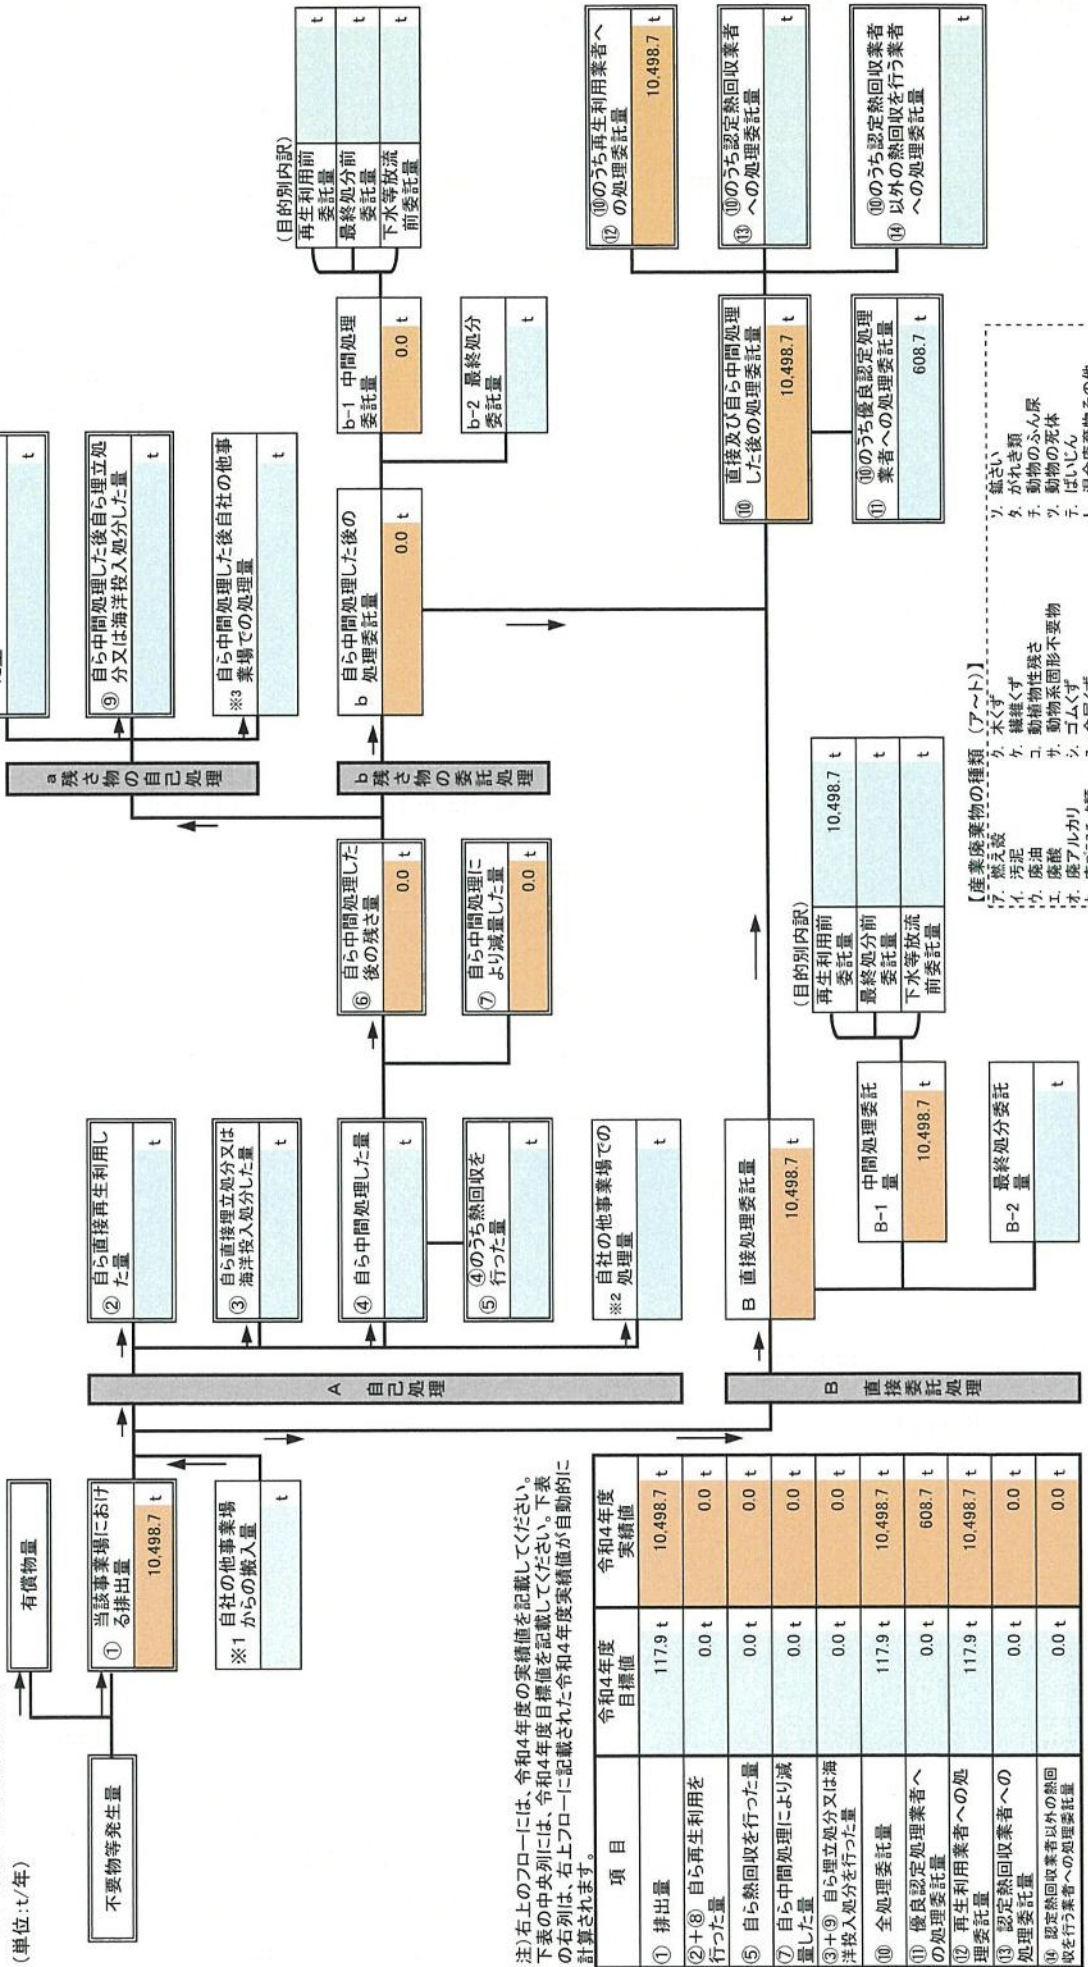 (単位:t/年)
不要物等発生量
有償物量
① 当該事業場におけ
る排出量
10,498.7 t
※1 自社の他事業場
からの搬入量
t
A 自己処理
② 自ら直接再生利用し
た量
t
③ 自ら直接埋立処分又は
海洋投入処分した量
t
④ 自ら中間処理した量
t
⑤ ④のうち熱回収を
行った量
t
※2 自社の他事業場での
処理量
t
⑥ 自ら中間処理した
後の残さ量
0.0 t
⑦ 自ら中間処理に
より減量した量
0.0 t
a 残さ物の自己処理
t
⑨ 自ら中間処理した後自ら埋立処
分又は海洋投入処分した量
t
※3 自ら中間処理した後自社の他事
業場での処理量
t
b 残さ物の委託処理
b 自ら中間処理した後の
処理委託量
0.0 t
b-1 中間処理
委託量
0.0 t
b-2 最終処分
委託量
t
(目的別内訳)
再生利用前
委託量 t
最終処分前
委託量 t
下水等放流
前委託量 t
B 直接委託処理
B 直接処理委託量
10,498.7 t
B-1 中間処理委託
量
10,498.7 t
B-2 最終処分委託
量
t
(目的別内訳)
再生利用前
委託量 10,498.7 t
最終処分前
委託量 t
下水等放流
前委託量 t
⑩ 直接及び自ら中間処理
した後の処理委託量
10,498.7 t
⑪ ⑩のうち優良認定処理
業者への処理委託量
608.7 t
⑫ ⑩のうち再生利用業者へ
の処理委託量
10,498.7 t
⑬ ⑩のうち認定熱回収業者
への処理委託量
t
⑭ ⑩のうち認定熱回収業者
以外の熱回収を行う業者
への処理委託量
t
注)右上のフローには、令和4年度の実績値を記載してください。
下表の中央列には、令和4年度目標値を記載してください。下表
の右列は、右上フローに記載された令和4年度実績値が自動的に
計算されます。
項 目 令和4年度目標値 令和4年度実績値
① 排出量 117.9 t 10,498.7 t
②+⑧ 自ら再生利用を行った量 0.0 t 0.0 t
⑤ 自ら熱回収を行った量 0.0 t 0.0 t
⑦ 自ら中間処理により減量した量 0.0 t 0.0 t
③+⑨ 自ら埋立処分又は海洋投入処分を行った量 0.0 t 0.0 t
⑩ 全処理委託量 117.9 t 10,498.7 t
⑪ 優良認定処理業者への処理委託量 0.0 t 608.7 t
⑫ 再生利用業者への処理委託量 117.9 t 10,498.7 t
⑬ 認定熱回収業者への処理委託量 0.0 t 0.0 t
⑭ 認定熱回収業者以外の熱回収を行う業者への処理委託量 0.0 t 0.0 t
【産業廃棄物の種類 (ア~ト)】
ア. 燃え殻
イ. 汚泥
ウ. 廃油
エ. 廃酸
オ. 廃アルカリ
ク. 木くず
ケ. 繊維くず
コ. 動植物性残さ
サ. 動物系固形不要物
シ. ゴムくず
ソ. 鉱さい
タ. がれき類
チ. 動物のふん尿
ツ. 動物の死体
テ. ばいじん